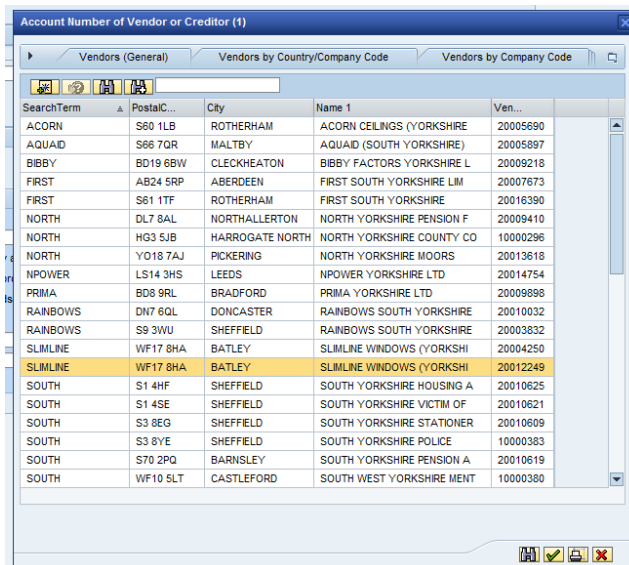 Account Number of Vendor or Creditor (1)
Vendors (General) Vendors by Country/Company Code Vendors by Company Code
SearchTerm PostalC... City Name 1 Ven...
ACORN S60 1LB ROTHERHAM ACORN CEILINGS (YORKSHIRE 20005690
AQUAID S66 7QR MALTBY AQUAID (SOUTH YORKSHIRE) 20005897
BIBBY BD19 6BW CLECKHEATON BIBBY FACTORS YORKSHIRE L 20009218
FIRST AB24 5RP ABERDEEN FIRST SOUTH YORKSHIRE LIM 20007673
FIRST S61 1TF ROTHERHAM FIRST SOUTH YORKSHIRE 20016390
NORTH DL7 8AL NORTHALLERTON NORTH YORKSHIRE PENSION F 20009410
NORTH HG3 5JB HARROGATE NORTH NORTH YORKSHIRE COUNTY CO 10000296
NORTH YO18 7AJ PICKERING NORTH YORKSHIRE MOORS 20013618
NPOWER LS14 3HS LEEDS NPOWER YORKSHIRE LTD 20014754
PRIMA BD8 9RL BRADFORD PRIMA YORKSHIRE LTD 20009898
RAINBOWS DN7 6QL DONCASTER RAINBOWS SOUTH YORKSHIRE 20010032
RAINBOWS S9 3WU SHEFFIELD RAINBOWS SOUTH YORKSHIRE 20003832
SLIMLINE WF17 8HA BATLEY SLIMLINE WINDOWS (YORKSHI 20004250
SLIMLINE WF17 8HA BATLEY SLIMLINE WINDOWS (YORKSHI 20012249
SOUTH S1 4HF SHEFFIELD SOUTH YORKSHIRE HOUSING A 20010625
SOUTH S1 4SE SHEFFIELD SOUTH YORKSHIRE VICTIM OF 20010621
SOUTH S3 8EG SHEFFIELD SOUTH YORKSHIRE STATIONER 20010609
SOUTH S3 8YE SHEFFIELD SOUTH YORKSHIRE POLICE 10000383
SOUTH S70 2PQ BARNSLEY SOUTH YORKSHIRE PENSION A 20010619
SOUTH WF10 5LT CASTLEFORD SOUTH WEST YORKSHIRE MENT 10000380